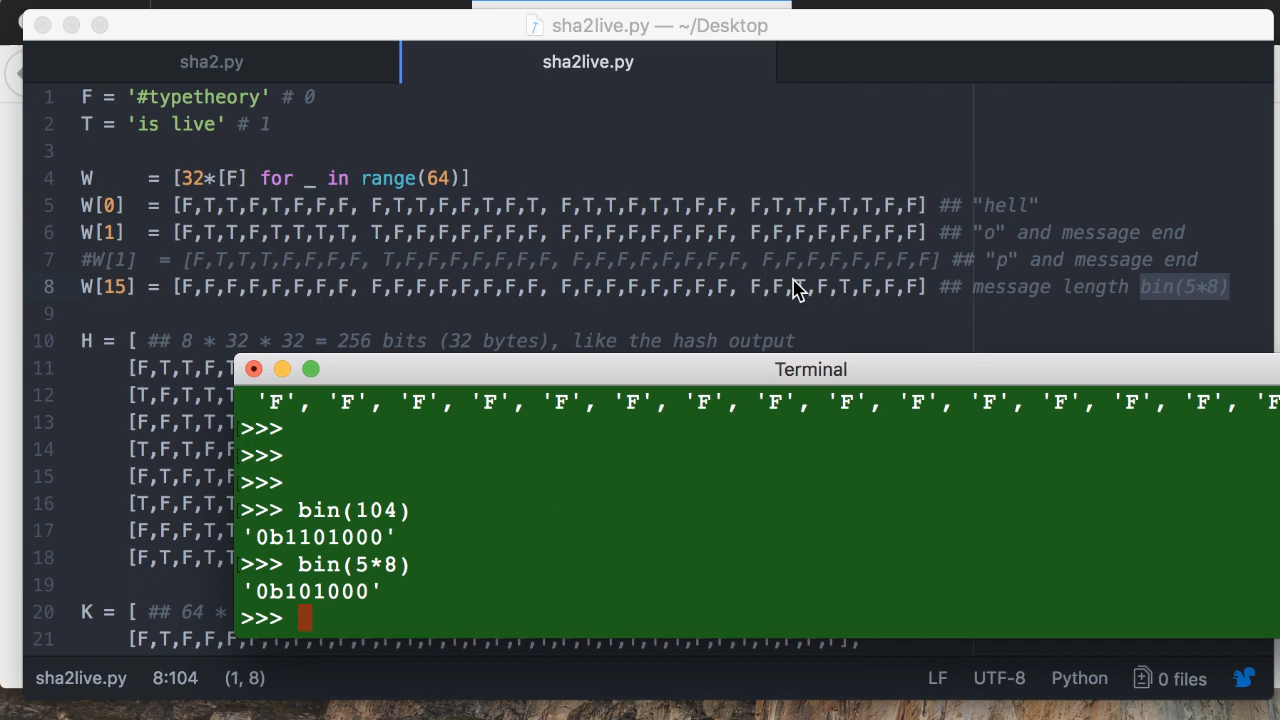 sha2live.py — ~/Desktop
sha2.py
sha2live.py
1 F = '#typetheory' # 0
2 T = 'is live' # 1
3
4 W = [32*[F] for _ in range(64)]
5 W[0] = [F,T,T,F,T,F,F,F, F,T,T,F,F,T,F,T, F,T,T,F,T,T,F,F, F,T,T,F,T,T,F,F] ## "hell"
6 W[1] = [F,T,T,F,T,T,T,T, T,F,F,F,F,F,F,F, F,F,F,F,F,F,F,F, F,F,F,F,F,F,F,F] ## "o" and message end
7 #W[1] = [F,T,T,T,F,F,F,F, T,F,F,F,F,F,F,F, F,F,F,F,F,F,F,F, F,F,F,F,F,F,F,F] ## "p" and message end
8 W[15] = [F,F,F,F,F,F,F,F, F,F,F,F,F,F,F,F, F,F,F,F,F,F,F,F, F,F, ,F,T,F,F,F] ## message length bin(5*8)
9
10 H = [ ## 8 * 32 * 32 = 256 bits (32 bytes), like the hash output
11 [F,T,T,F,T
12 [T,F,T,T,T
13 [F,F,T,T,T
14 [T,F,T,F,F
15 [F,T,F,T,F
16 [T,F,F,T,T
17 [F,F,F,T,T
18 [F,T,F,T,T
19
20 K = [ ## 64 *
21 [F,T,F,F,F,
Terminal
'F', 'F', 'F', 'F', 'F', 'F', 'F', 'F', 'F', 'F', 'F', 'F', 'F', 'F', 'F
>>>
>>>
>>>
>>> bin(104)
'0b1101000'
>>> bin(5*8)
'0b101000'
>>>
sha2live.py 8:104 (1, 8) LF UTF-8 Python 0 files